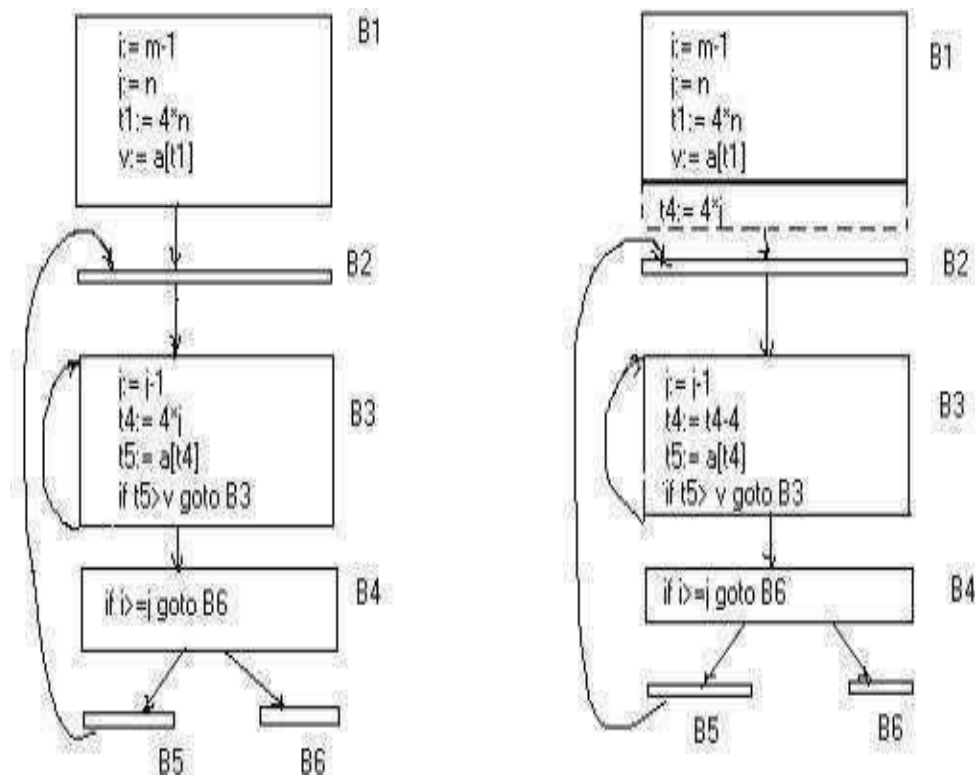 B1
i:= m-1
j:= n
t1:= 4*n
v:= a[t1]
B2
j:= j-1
t4:= 4*j
t5:= a[t4]
if t5>v goto B3
B3
if i>=j goto B6
B4
B5
B6
B1
i:= m-1
j:= n
t1:= 4*n
v:= a[t1]
t4:= 4*j
B2
j:= j-1
t4:= t4-4
t5:= a[t4]
if t5> v goto B3
B3
if i>=j goto B6
B4
B5
B6